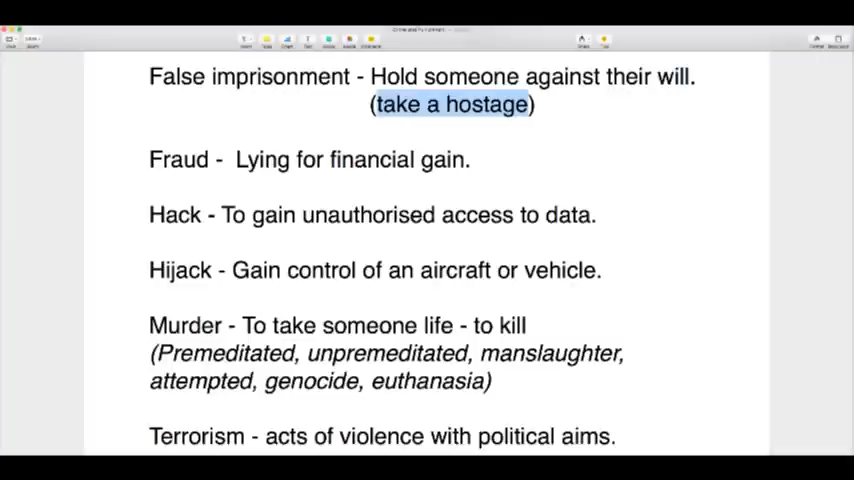 False imprisonment - Hold someone against their will.
(take a hostage)
Fraud - Lying for financial gain.
Hack - To gain unauthorised access to data.
Hijack - Gain control of an aircraft or vehicle.
Murder - To take someone life - to kill
(Premeditated, unpremeditated, manslaughter,
attempted, genocide, euthanasia)
Terrorism - acts of violence with political aims.